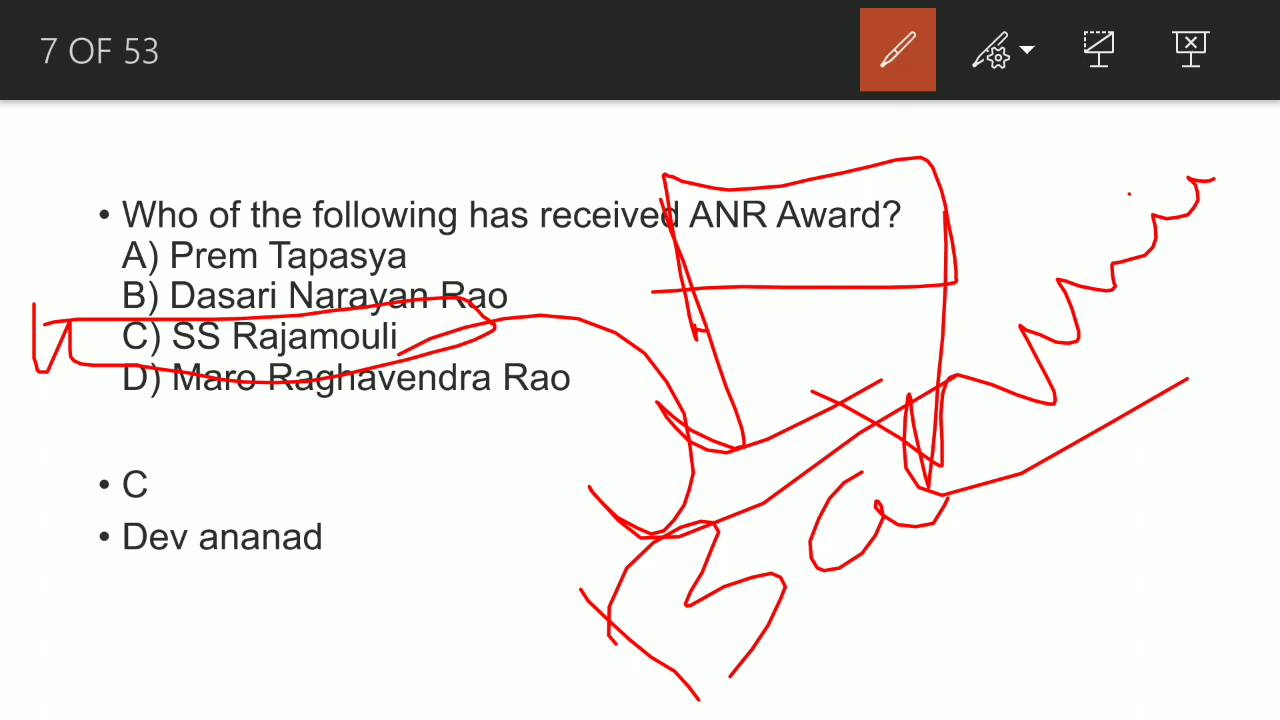 7 OF 53
• Who of the following has received ANR Award?
A) Prem Tapasya
B) Dasari Narayan Rao
C) SS Rajamouli
D) Maro Raghavendra Rao
• C
• Dev ananad